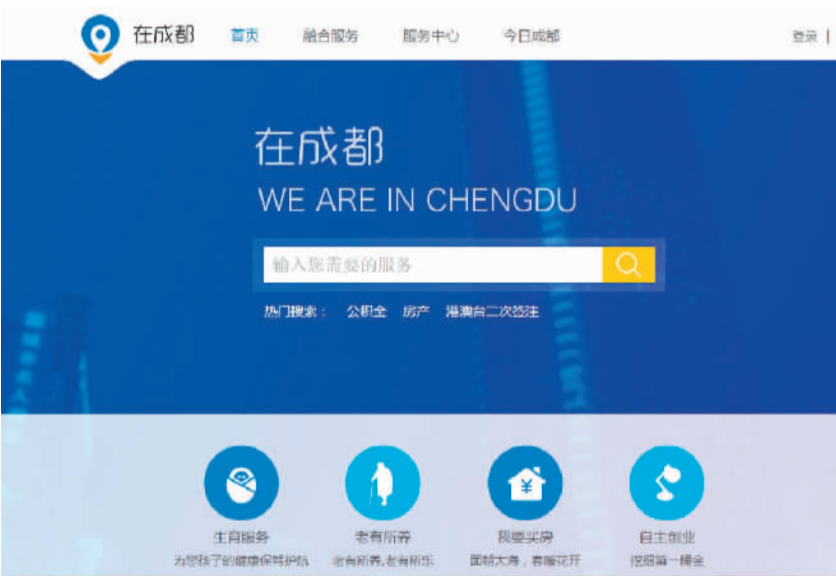 在成都 首页 融合服务 服务中心 今日成都 登录
在成都
WE ARE IN CHENGDU
输入您需要的服务
热门搜索： 公积金 房产 港澳台二次签注
生育服务 老有所养 我要买房 自主创业
为您孩子的健康保驾护航 老有所养,老有所乐 面朝大海，春暖花开 挖掘第一桶金